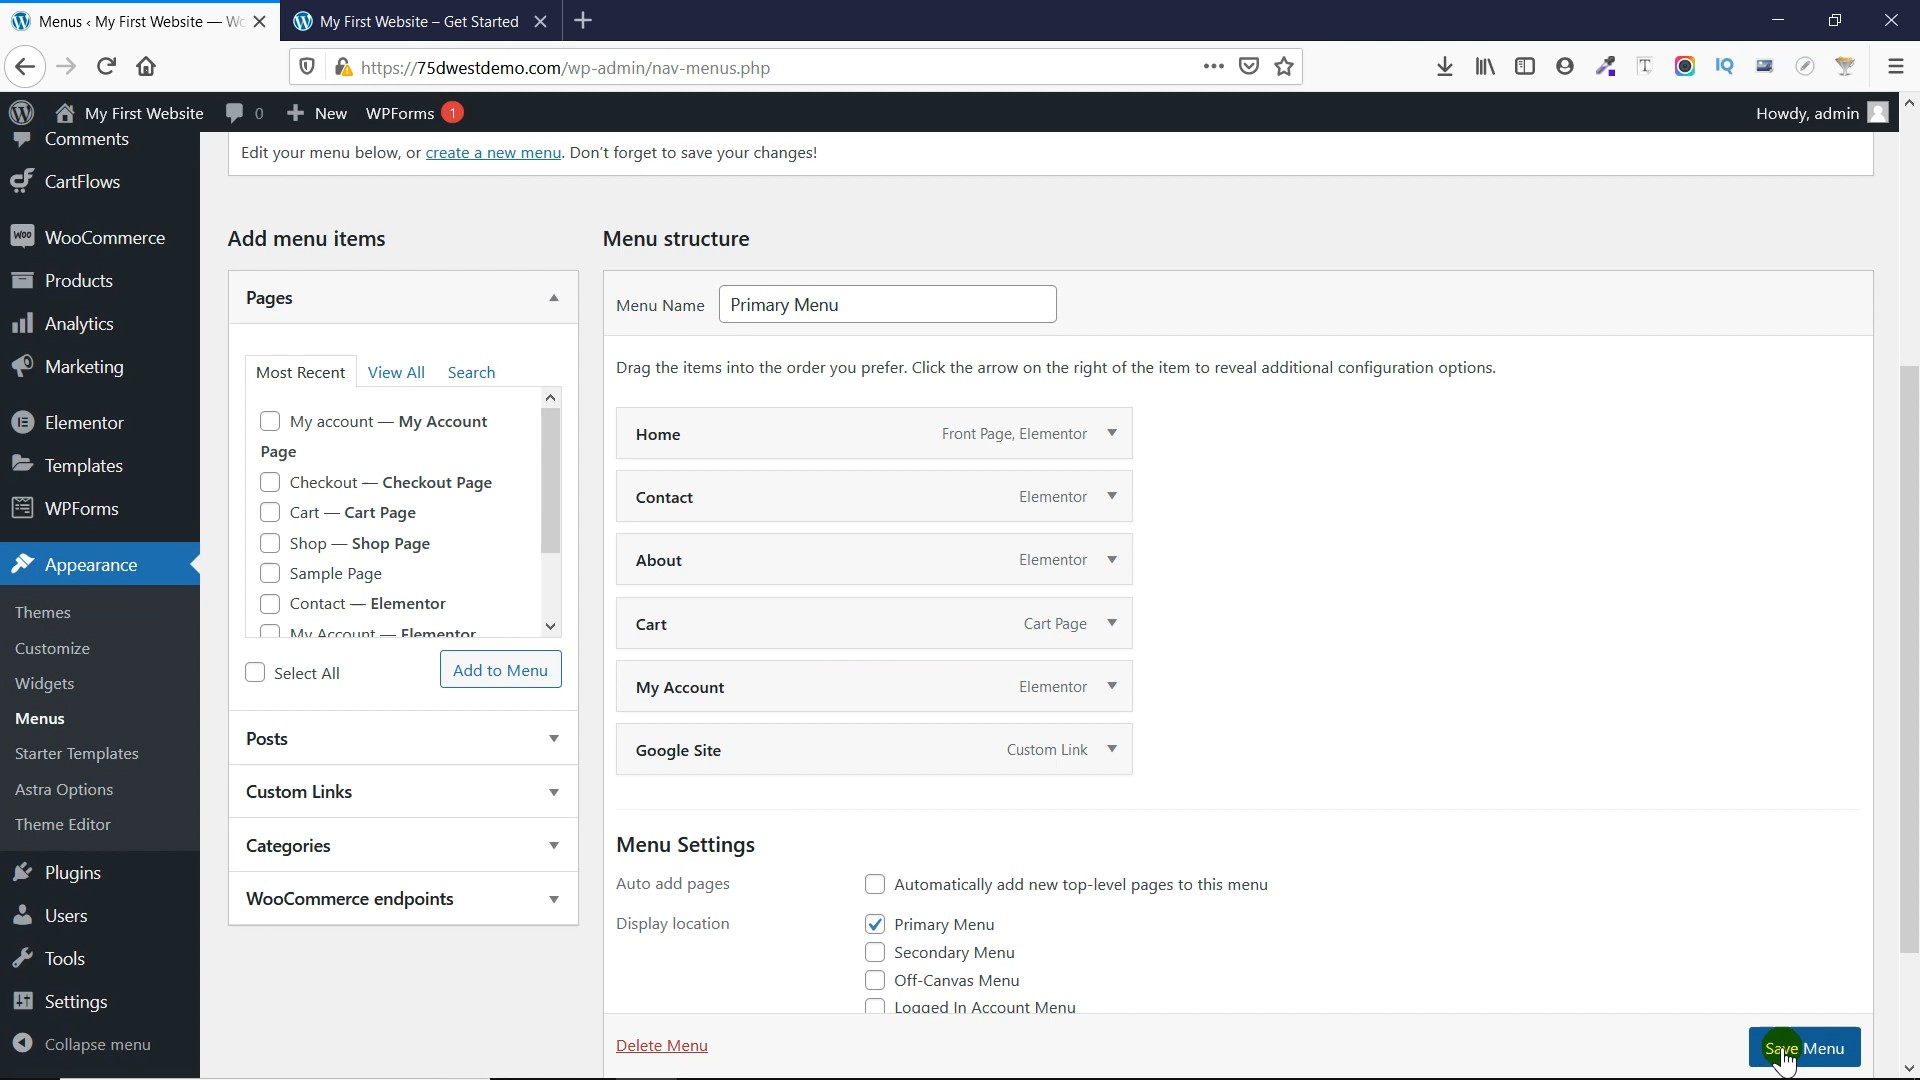 Menus ‹ My First Website — Wo
My First Website – Get Started
https://75dwestdemo.com/wp-admin/nav-menus.php
T
IQ
My First Website
0
New
WPForms 1
Howdy, admin
Comments
CartFlows
WooCommerce
Products
Analytics
Marketing
Elementor
Templates
WPForms
Appearance
Themes
Customize
Widgets
Menus
Starter Templates
Astra Options
Theme Editor
Plugins
Users
Tools
Settings
Collapse menu
Edit your menu below, or create a new menu. Don't forget to save your changes!
Add menu items
Pages
Most Recent View All Search
My account — My Account
Page
Checkout — Checkout Page
Cart — Cart Page
Shop — Shop Page
Sample Page
Contact — Elementor
My Account — Elementor
Select All
Add to Menu
Posts
Custom Links
Categories
WooCommerce endpoints
Menu structure
Menu Name Primary Menu
Drag the items into the order you prefer. Click the arrow on the right of the item to reveal additional configuration options.
Home Front Page, Elementor
Contact Elementor
About Elementor
Cart Cart Page
My Account Elementor
Google Site Custom Link
Menu Settings
Auto add pages Automatically add new top-level pages to this menu
Display location Primary Menu
Secondary Menu
Off-Canvas Menu
Logged In Account Menu
Delete Menu
Save Menu